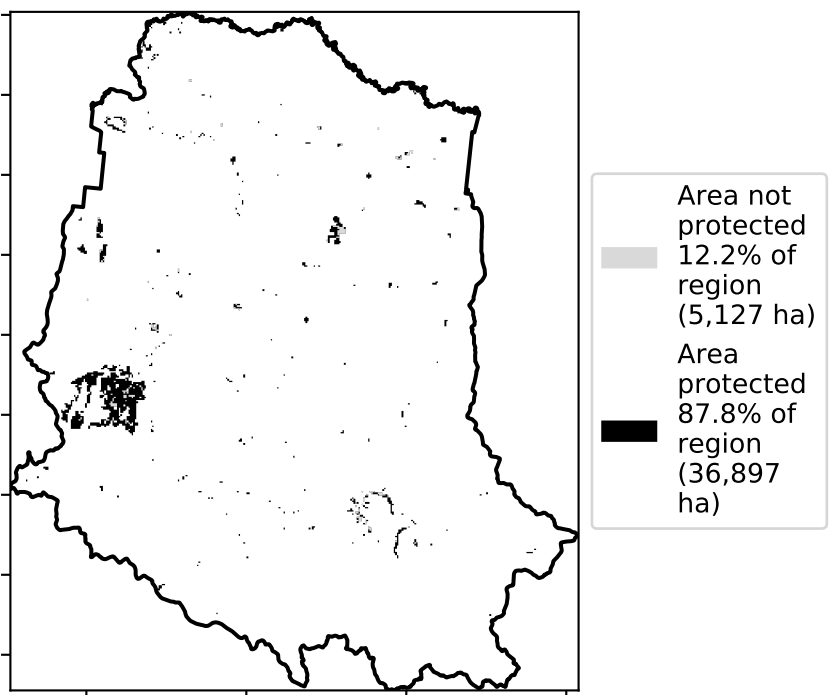 Area not
protected
12.2% of
region
(5,127 ha)
Area
protected
87.8% of
region
(36,897
ha)